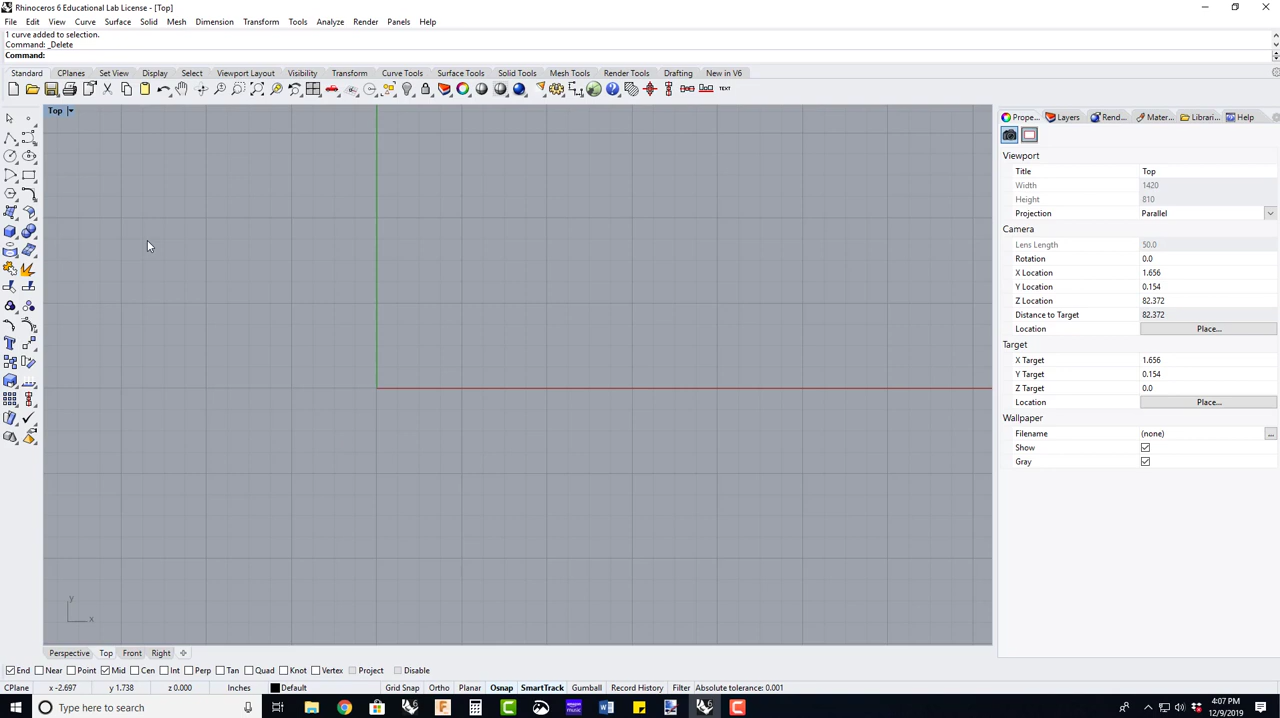 Rhinoceros 6 Educational Lab License - [Top]
File Edit View Curve Surface Solid Mesh Dimension Transform Tools Analyze Render Panels Help
1 curve added to selection.
Command: _Delete
Command:
Standard CPlanes Set View Display Select Viewport Layout Visibility Transform Curve Tools Surface Tools Solid Tools Mesh Tools Render Tools Drafting New in V6
TEXT
Top
Prope... Layers Rend... Mater... Librari... Help
Viewport
Title Top
Width 1420
Height 810
Projection Parallel
Camera
Lens Length 50.0
Rotation 0.0
X Location 1.656
Y Location 0.154
Z Location 82.372
Distance to Target 82.372
Location Place...
Target
X Target 1.656
Y Target 0.154
Z Target 0.0
Location Place...
Wallpaper
Filename (none) ...
Show
Gray
y
x
Perspective Top Front Right
End Near Point Mid Cen Int Perp Tan Quad Knot Vertex Project Disable
CPlane x -2.697 y 1.738 z 0.000 Inches Default Grid Snap Ortho Planar Osnap SmartTrack Gumball Record History Filter Absolute tolerance: 0.001
Type here to search
4:07 PM
12/9/2019